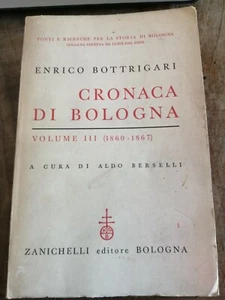 FONTI E RICERCHE PER LA STORIA DI BOLOGNA
ENRICO BOTTRIGARI
CRONACA
DI BOLOGNA
VOLUME III (1860-1867)
A CURA DI ALDO BERSELLI
ZANICHELLI editore BOLOGNA